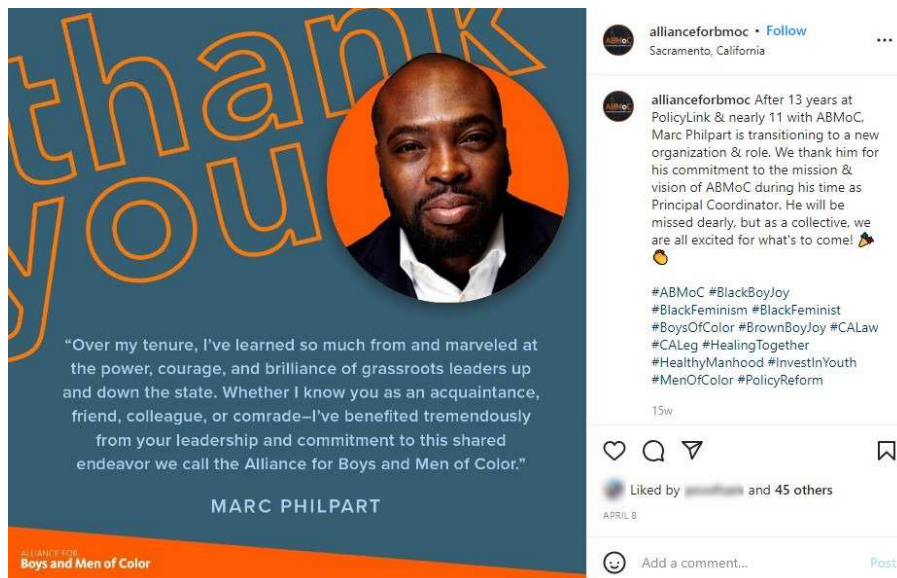 thank
you
“Over my tenure, I’ve learned so much from and marveled at
the power, courage, and brilliance of grassroots leaders up
and down the state. Whether I know you as an acquaintance,
friend, colleague, or comrade–I’ve benefited tremendously
from your leadership and commitment to this shared
endeavor we call the Alliance for Boys and Men of Color.”
MARC PHILPART
ALLIANCE FOR
Boys and Men of Color
ABMoC
allianceforbmoc • Follow
Sacramento, California
ABMoC
allianceforbmoc After 13 years at
PolicyLink & nearly 11 with ABMoC,
Marc Philpart is transitioning to a new
organization & role. We thank him for
his commitment to the mission &
vision of ABMoC during his time as
Principal Coordinator. He will be
missed dearly, but as a collective, we
are all excited for what's to come!
#ABMoC #BlackBoyJoy
#BlackFeminism #BlackFeminist
#BoysOfColor #BrownBoyJoy #CALaw
#CALeg #HealingTogether
#HealthyManhood #InvestInYouth
#MenOfColor #PolicyReform
15w
Liked by and 45 others
APRIL 8
Add a comment... Post